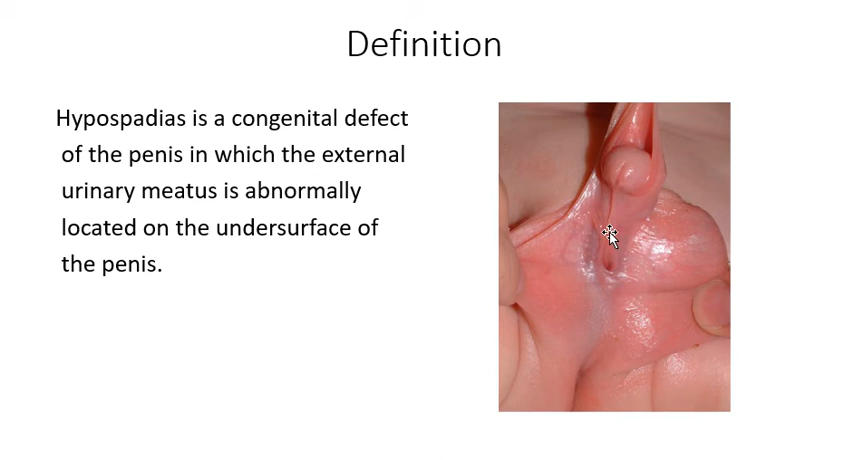 Definition
Hypospadias is a congenital defect
of the penis in which the external
urinary meatus is abnormally
located on the undersurface of
the penis.